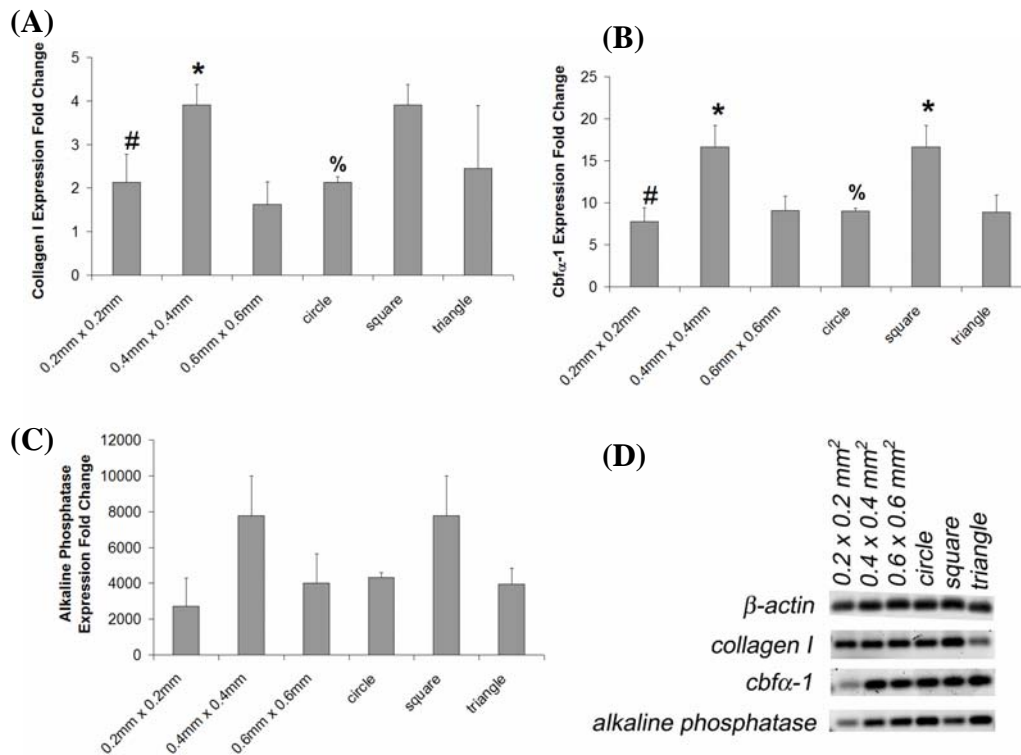 (A)
Collagen I Expression Fold Change
5
4
3
2
1
0
#
*
%
0.2mm x 0.2mm
0.4mm x 0.4mm
0.6mm x 0.6mm
circle
square
triangle
(B)
Cbfα-1 Expression Fold Change
25
20
15
10
5
0
#
*
%
*
0.2mm x 0.2mm
0.4mm x 0.4mm
0.6mm x 0.6mm
circle
square
triangle
(C)
Alkaline Phosphatase
Expression Fold Change
12000
10000
8000
6000
4000
2000
0
0.2mm x 0.2mm
0.4mm x 0.4mm
0.6mm x 0.6mm
circle
square
triangle
(D)
0.2 x 0.2 mm²
0.4 x 0.4 mm²
0.6 x 0.6 mm²
circle
square
triangle
β-actin
collagen I
cbfα-1
alkaline phosphatase